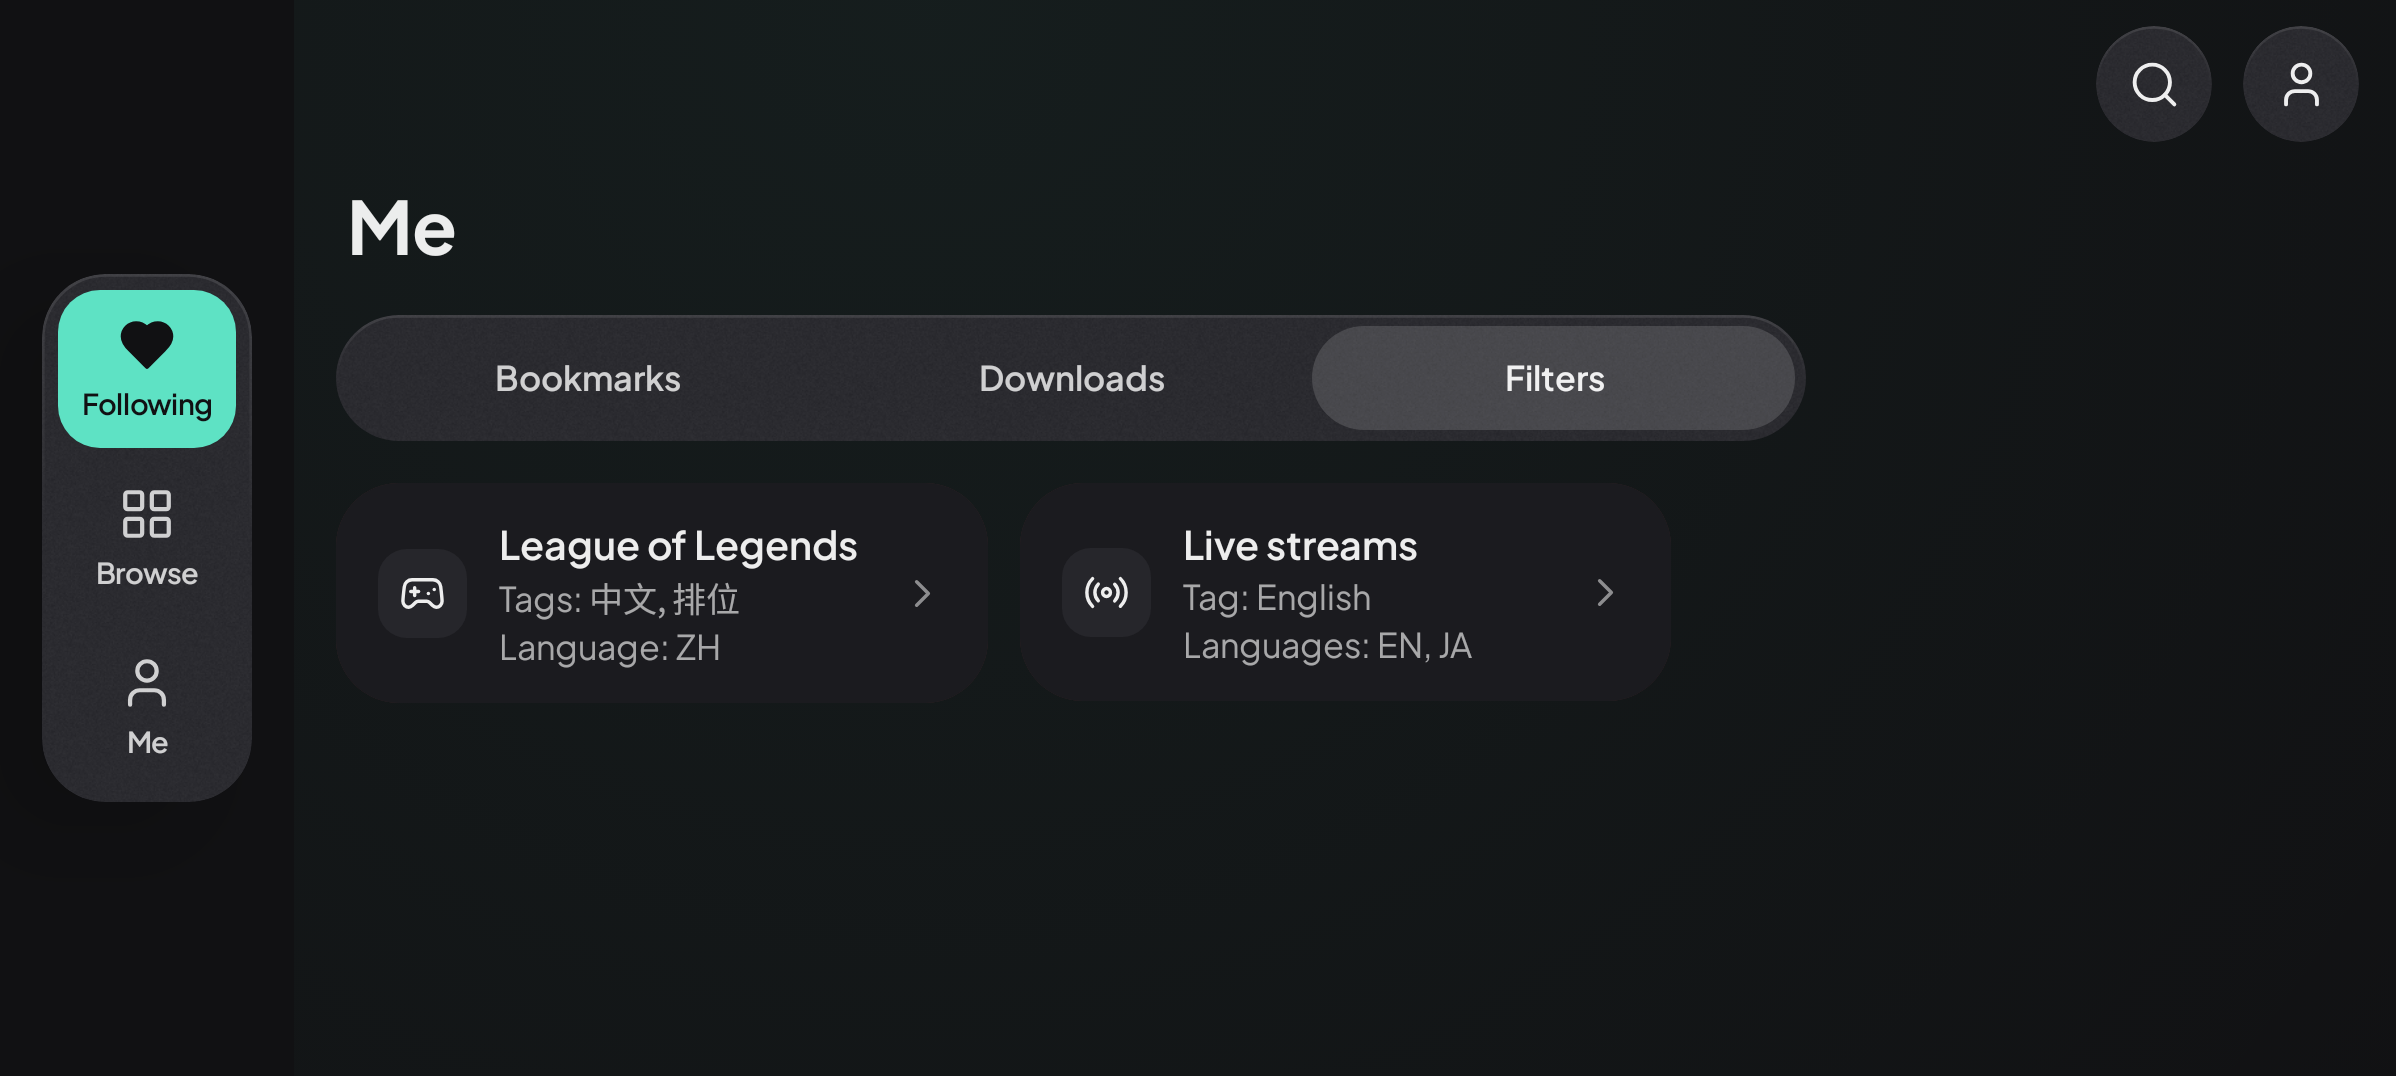 Me
Following
Browse
Me
Bookmarks
Downloads
Filters
League of Legends
Tags: 中文, 排位
Language: ZH
Live streams
Tag: English
Languages: EN, JA